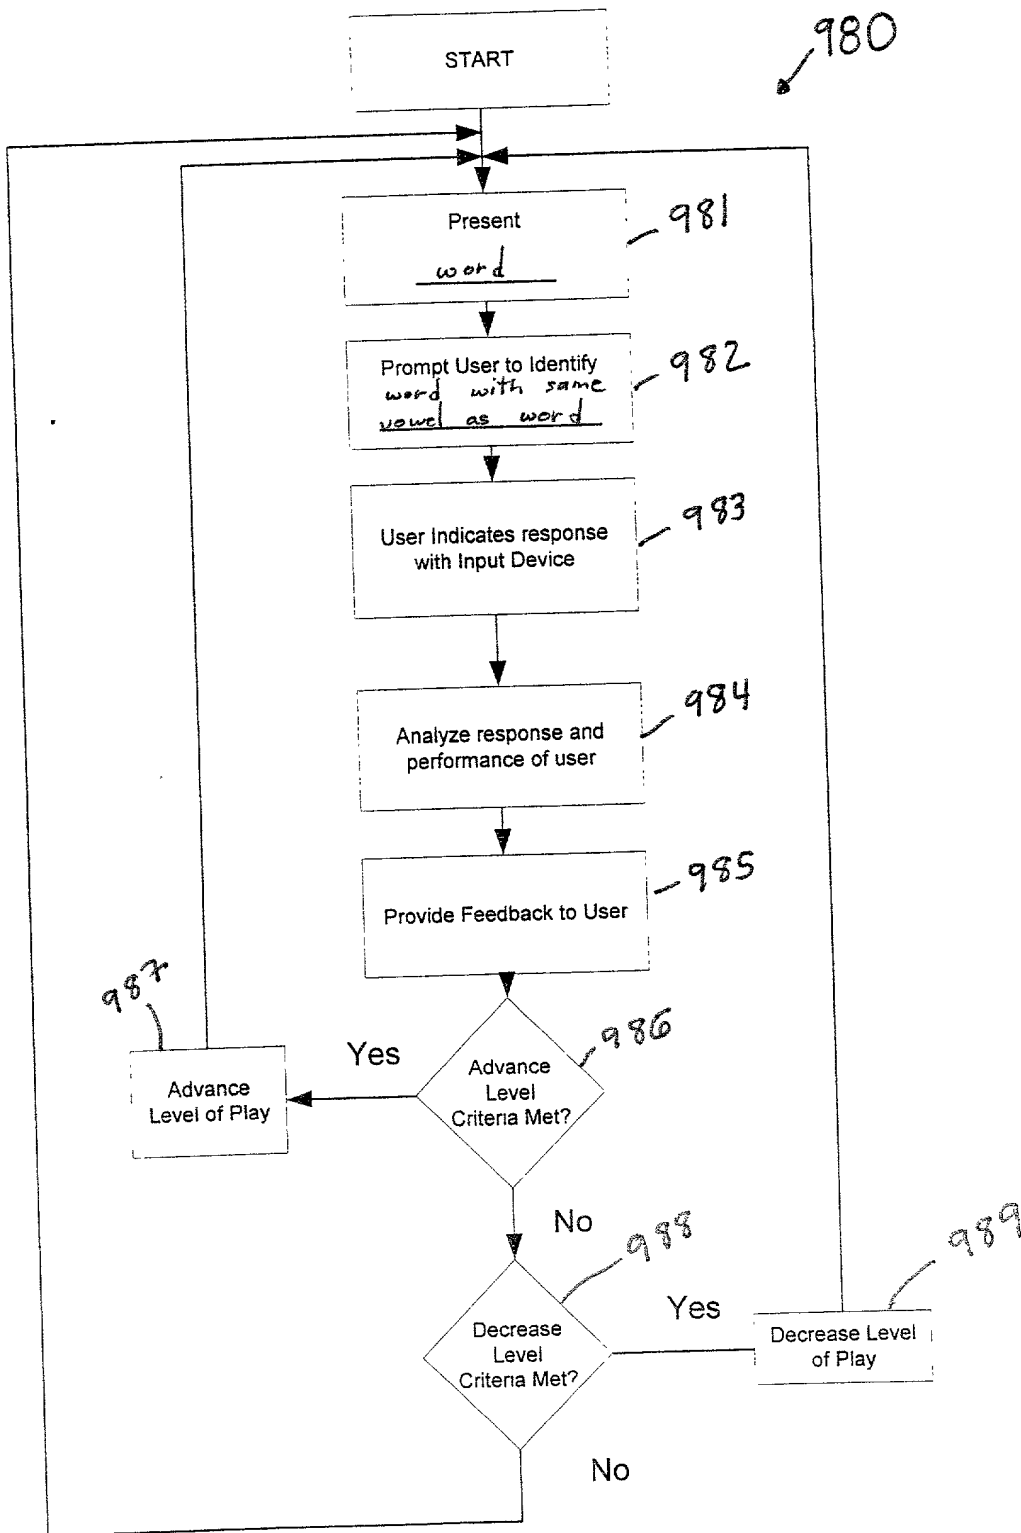 START
980
Present
word
981
Prompt User to Identify
word with same
vowel as word
982
User Indicates response
with Input Device
983
Analyze response and
performance of user
984
Provide Feedback to User
985
987
Yes
Advance
Level of Play
Advance
Level
Criteria Met?
986
No
988
Decrease
Level
Criteria Met?
Yes
989
Decrease Level
of Play
No